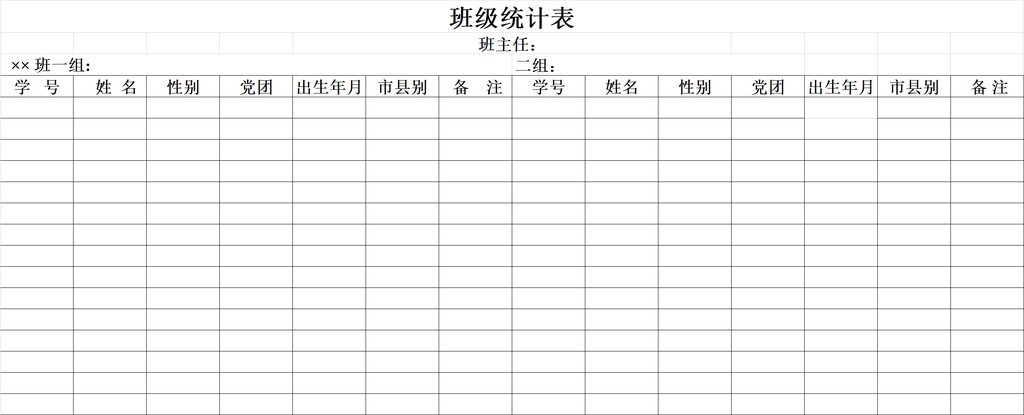 班级统计表
班主任：
×× 班一组: 二组：
学 号 姓 名 性别 党团 出生年月 市县别 备 注 学号 姓名 性别 党团 出生年月 市县别 备 注